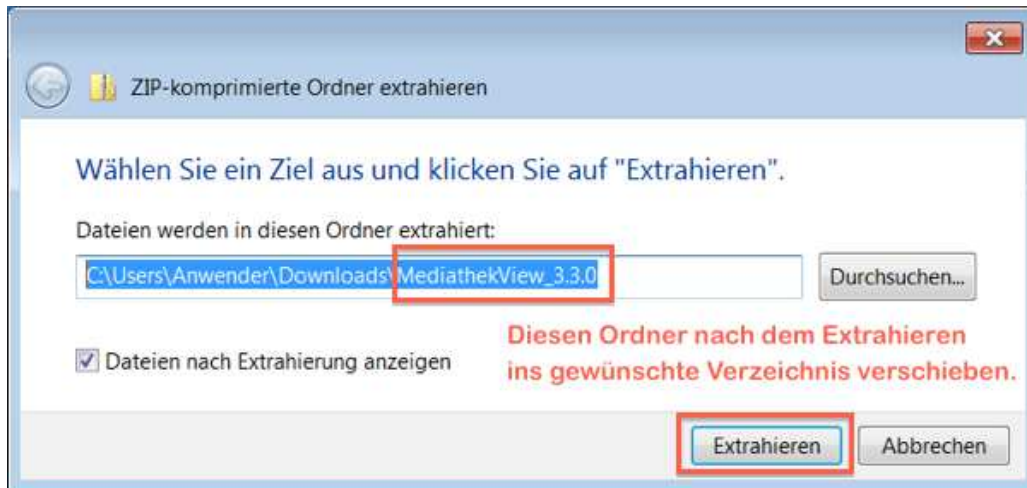 ZIP-komprimierte Ordner extrahieren
Wählen Sie ein Ziel aus und klicken Sie auf "Extrahieren".
Dateien werden in diesen Ordner extrahiert:
C:\Users\Anwender\Downloads\MediathekView_3.3.0
Durchsuchen...
Diesen Ordner nach dem Extrahieren
ins gewünschte Verzeichnis verschieben.
Dateien nach Extrahierung anzeigen
Extrahieren
Abbrechen